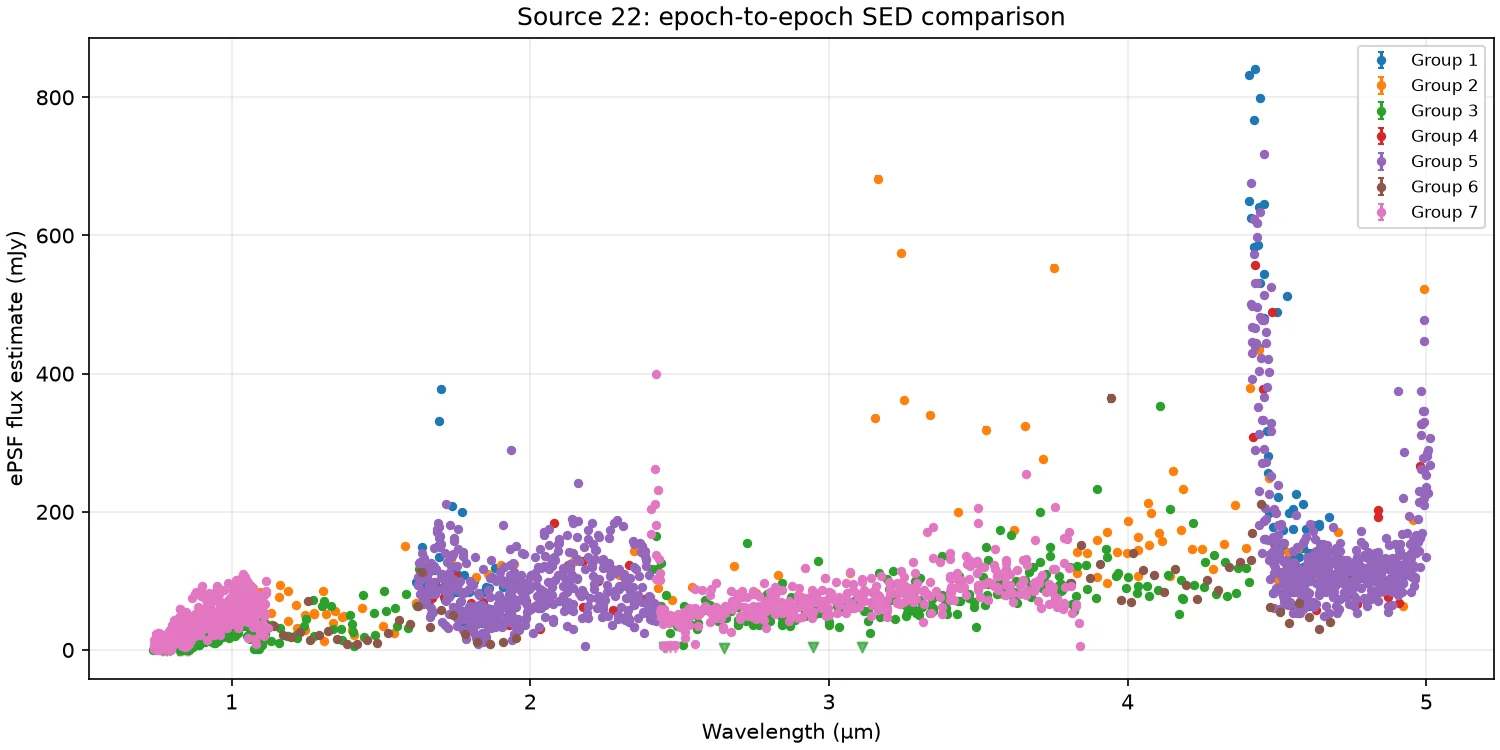 Source 22: epoch-to-epoch SED comparison
ePSF flux estimate (mJy)
800
600
400
200
0
1
2
3
4
5
Wavelength (μm)
Group 1
Group 2
Group 3
Group 4
Group 5
Group 6
Group 7